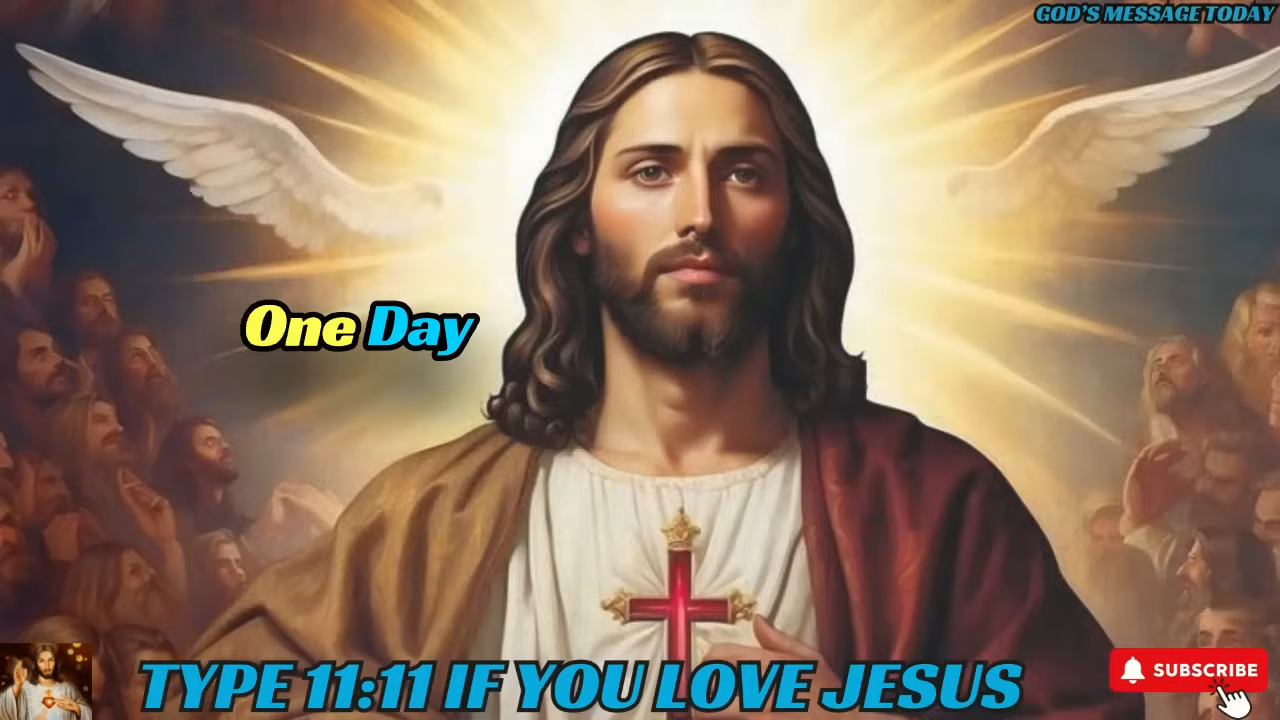 GOD'S MESSAGE TODAY
One Day
TYPE 11:11 IF YOU LOVE JESUS
SUBSCRIBE